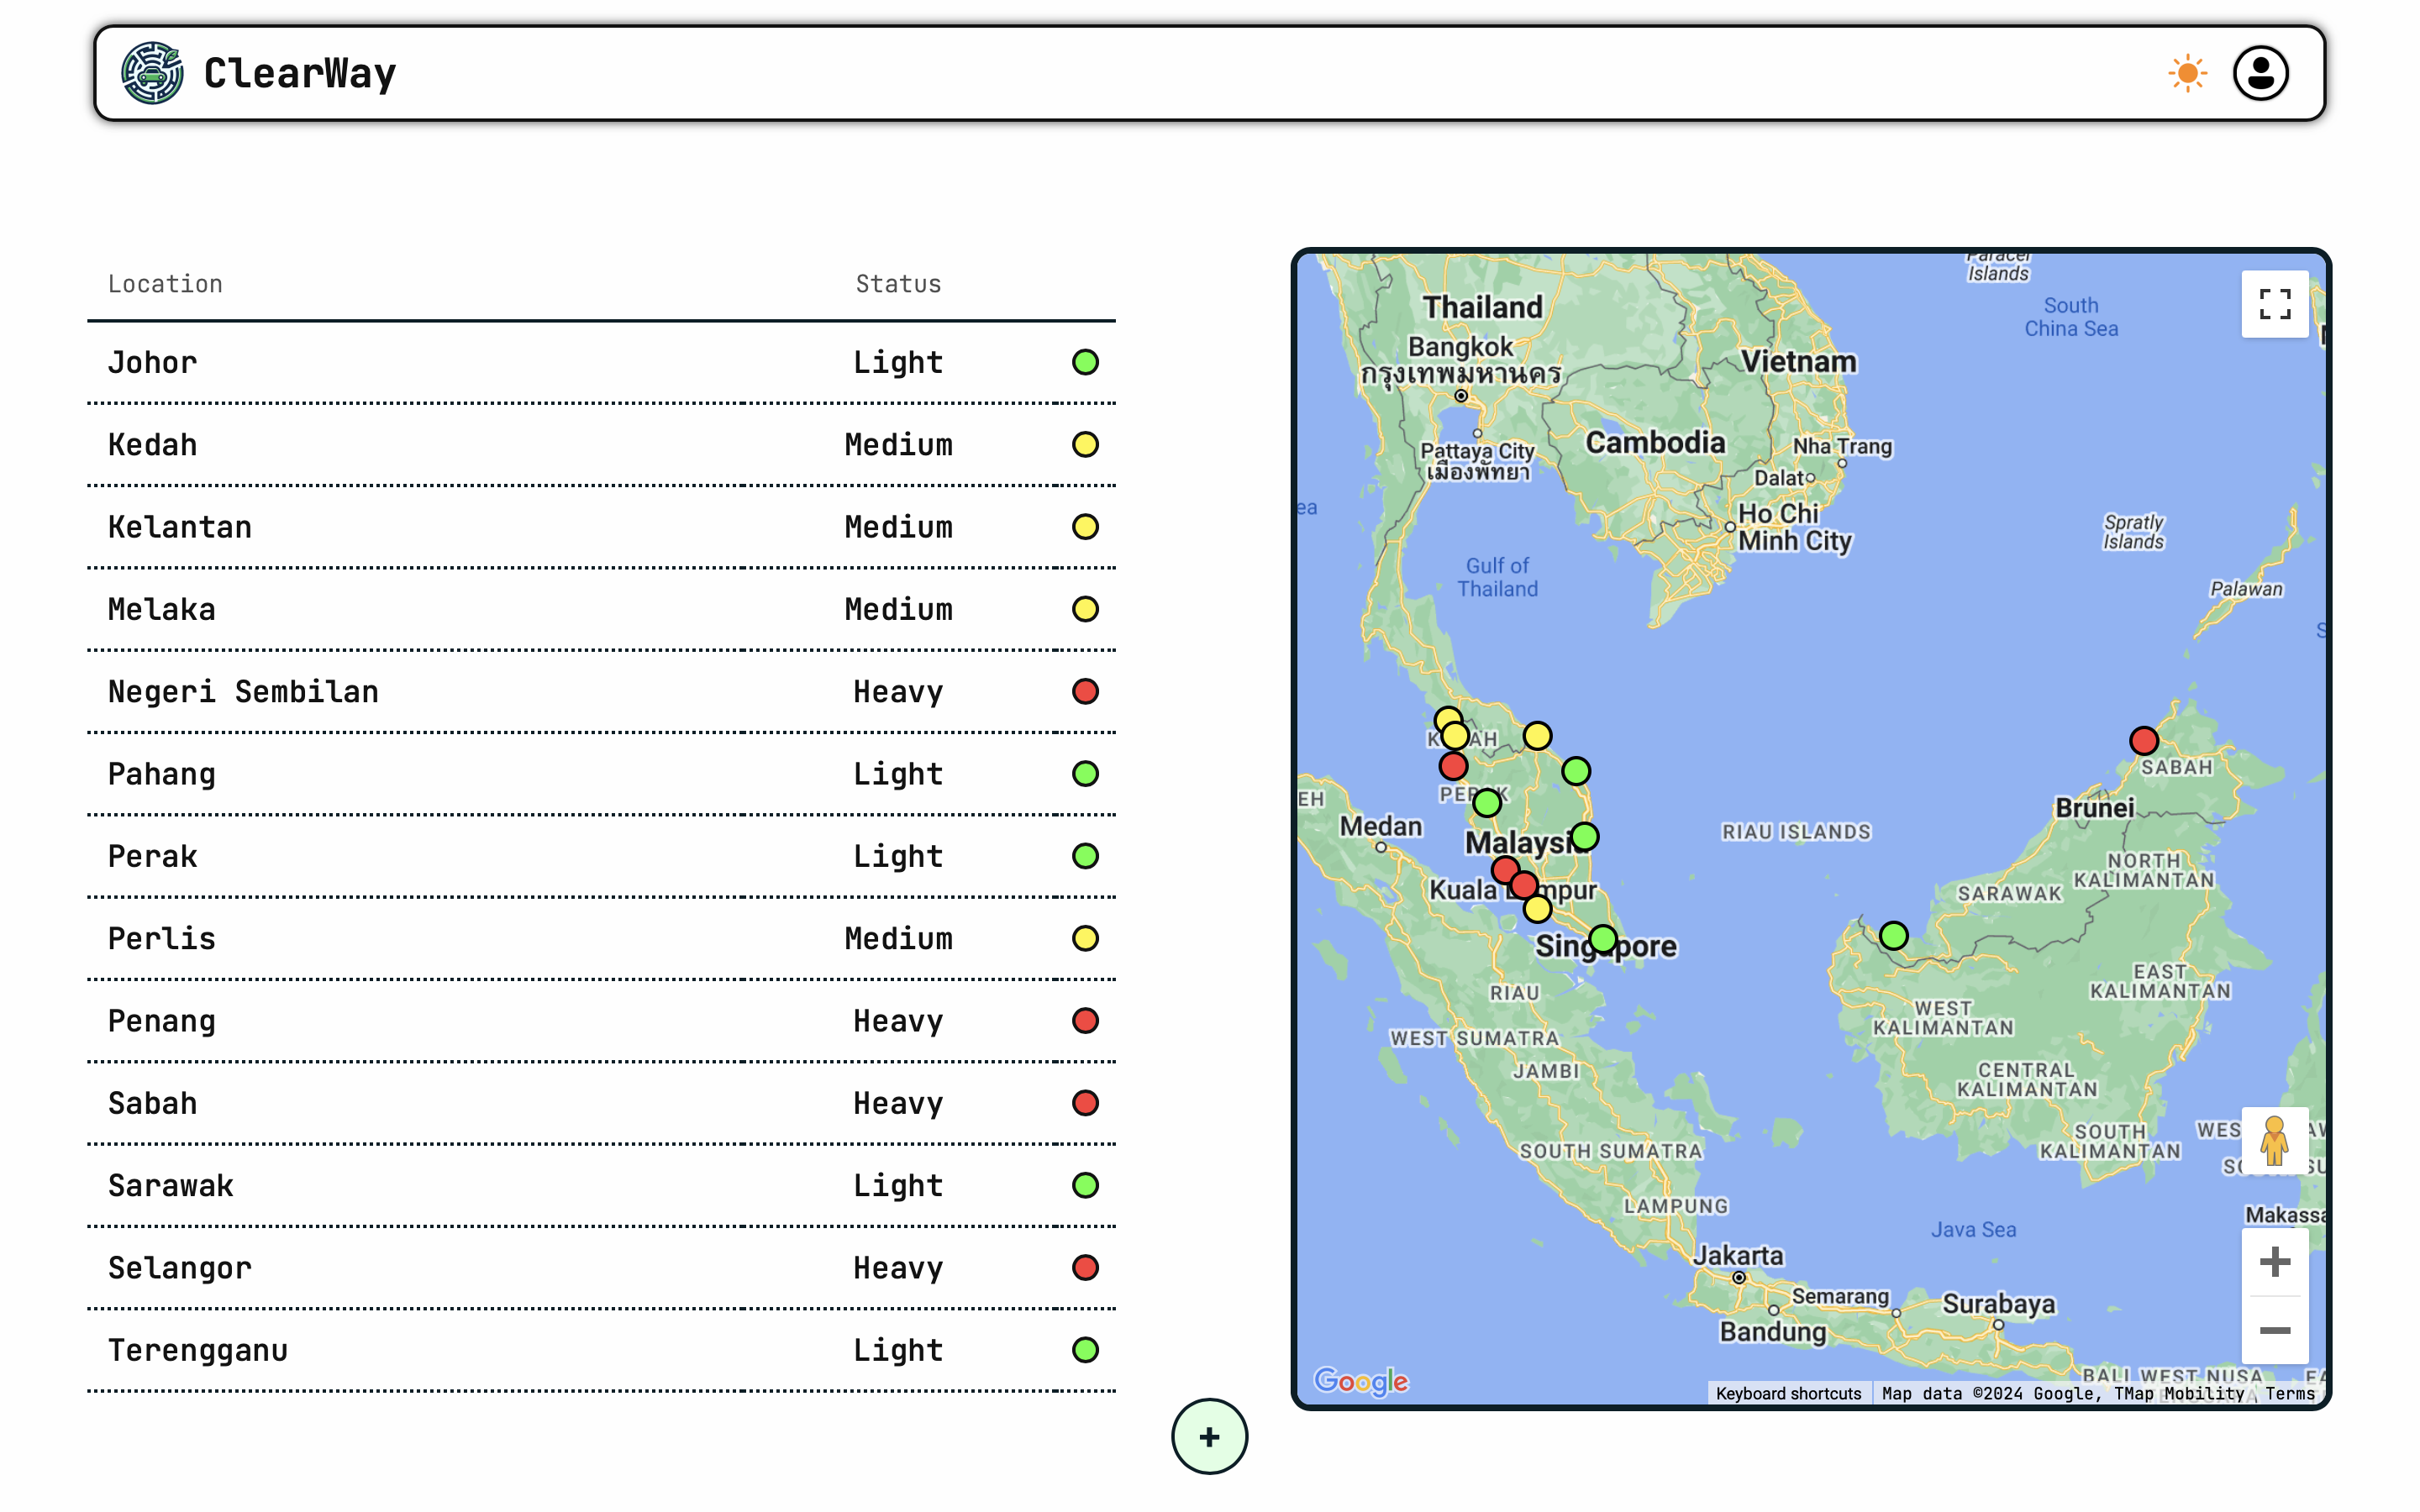 ClearWay
Location Status
Johor Light
Kedah Medium
Kelantan Medium
Melaka Medium
Negeri Sembilan Heavy
Pahang Light
Perak Light
Perlis Medium
Penang Heavy
Sabah Heavy
Sarawak Light
Selangor Heavy
Terengganu Light
+
Paracel
Islands
South
China Sea
Thailand
Bangkok
กรุงเทพมหานคร
Vietnam
Cambodia
Pattaya City
เมืองพัทยา
Nha Trang
Dalat
Ho Chi
Minh City
ea
Spratly
Islands
Gulf of
Thailand
Palawan
SABAH
EH
Medan
Brunei
RIAU ISLANDS
NORTH
KALIMANTAN
SARAWAK
Kuala
RIAU
EAST
KALIMANTAN
WEST
KALIMANTAN
WEST SUMATRA
JAMBI
CENTRAL
KALIMANTAN
SOUTH
KALIMANTAN
SOUTH SUMATRA
LAMPUNG
Java Sea
Jakarta
Semarang
Surabaya
Bandung
BALI WEST NUSA
Google
Keyboard shortcuts Map data ©2024 Google, TMap Mobility Terms